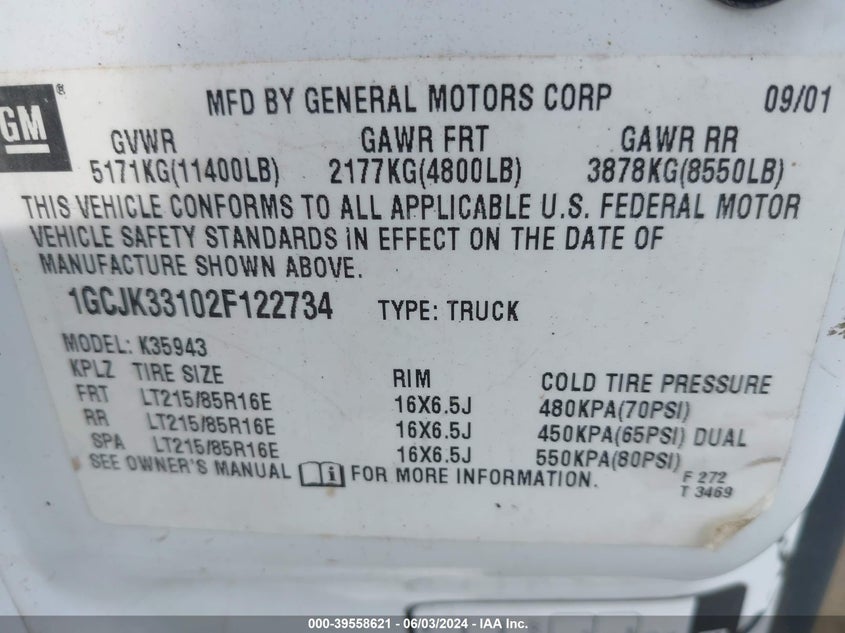 GM ®
MFD BY GENERAL MOTORS CORP 09/01
GVWR GAWR FRT GAWR RR
5171KG(11400LB) 2177KG(4800LB) 3878KG(8550LB)
THIS VEHICLE CONFORMS TO ALL APPLICABLE U.S. FEDERAL MOTOR
VEHICLE SAFETY STANDARDS IN EFFECT ON THE DATE OF
MANUFACTURE SHOWN ABOVE.
1GCJK33102F122734 TYPE: TRUCK
MODEL: K35943
KPLZ TIRE SIZE RIM COLD TIRE PRESSURE
FRT LT215/85R16E 16X6.5J 480KPA(70PSI)
RR LT215/85R16E 16X6.5J 450KPA(65PSI) DUAL
SPA LT215/85R16E 16X6.5J 550KPA(80PSI)
SEE OWNER'S MANUAL i FOR MORE INFORMATION. F 272
T 3469
000-39558621 - 06/03/2024 - IAA Inc.